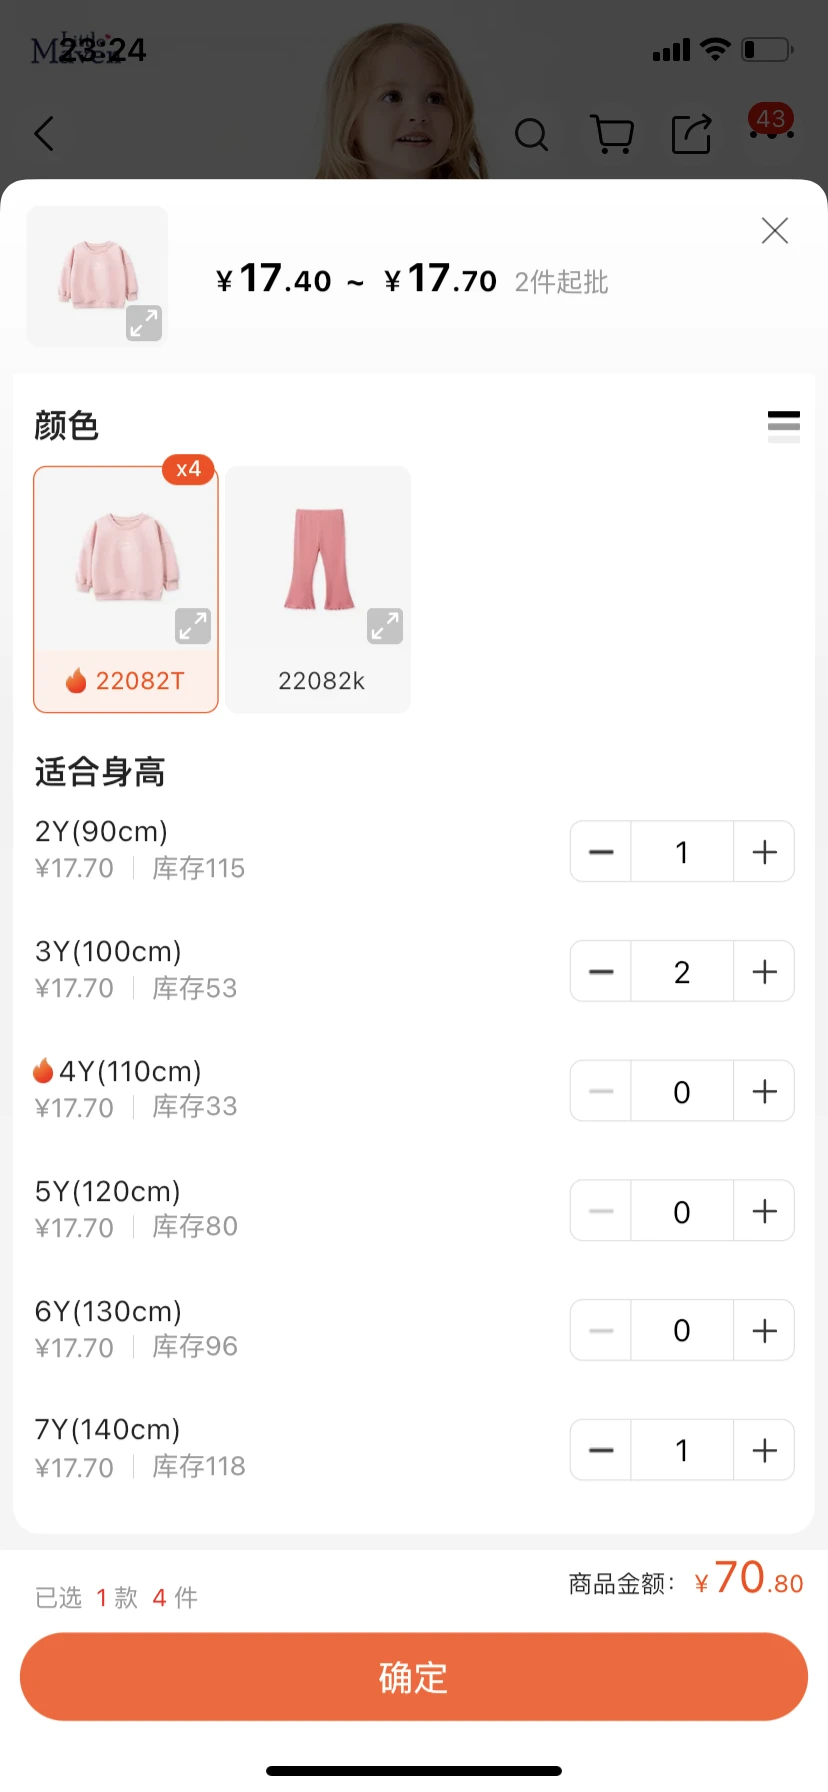 Little
Maven
23:24
43
¥17.40 ~ ¥17.70 2件起批
颜色
x4
22082T
22082k
适合身高
2Y(90cm)
¥17.70 库存115
1
3Y(100cm)
¥17.70 库存53
2
4Y(110cm)
¥17.70 库存33
0
5Y(120cm)
¥17.70 库存80
0
6Y(130cm)
¥17.70 库存96
0
7Y(140cm)
¥17.70 库存118
1
已选 1 款 4 件
商品金额: ¥70.80
确定